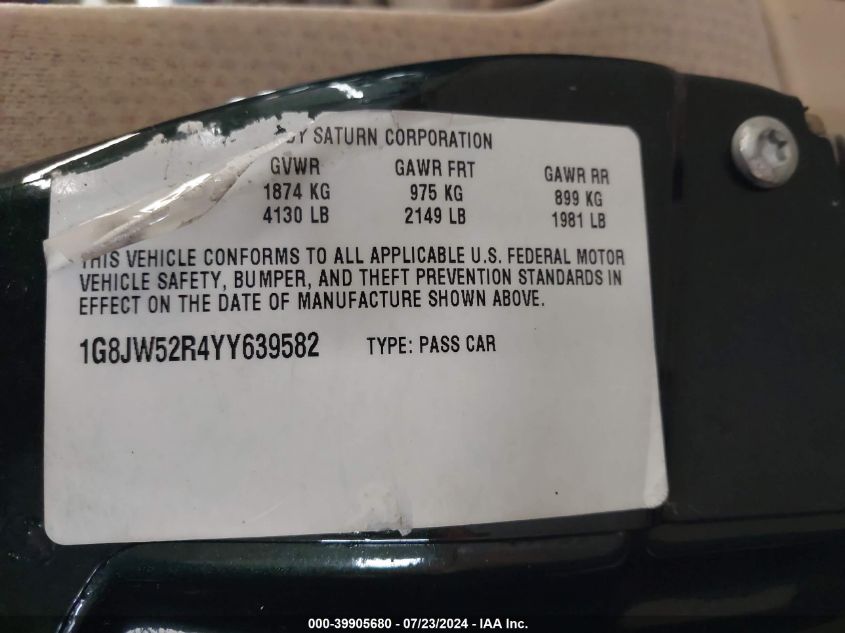 BY SATURN CORPORATION
GVWR GAWR FRT GAWR RR
1874 KG 975 KG 899 KG
4130 LB 2149 LB 1981 LB
THIS VEHICLE CONFORMS TO ALL APPLICABLE U.S. FEDERAL MOTOR
VEHICLE SAFETY, BUMPER, AND THEFT PREVENTION STANDARDS IN
EFFECT ON THE DATE OF MANUFACTURE SHOWN ABOVE.
1G8JW52R4YY639582 TYPE: PASS CAR
000-39905680 - 07/23/2024 - IAA Inc.